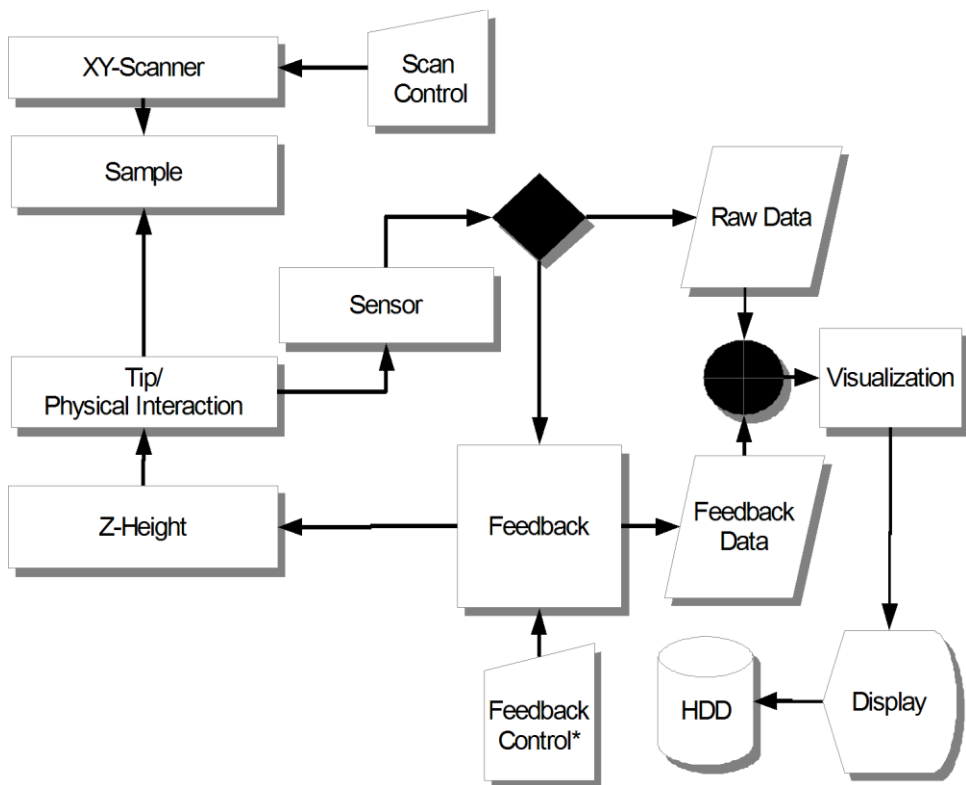 XY-Scanner
Scan
Control
Sample
Raw Data
Sensor
Tip/
Physical Interaction
Visualization
Z-Height
Feedback
Feedback
Data
Feedback
Control*
HDD
Display